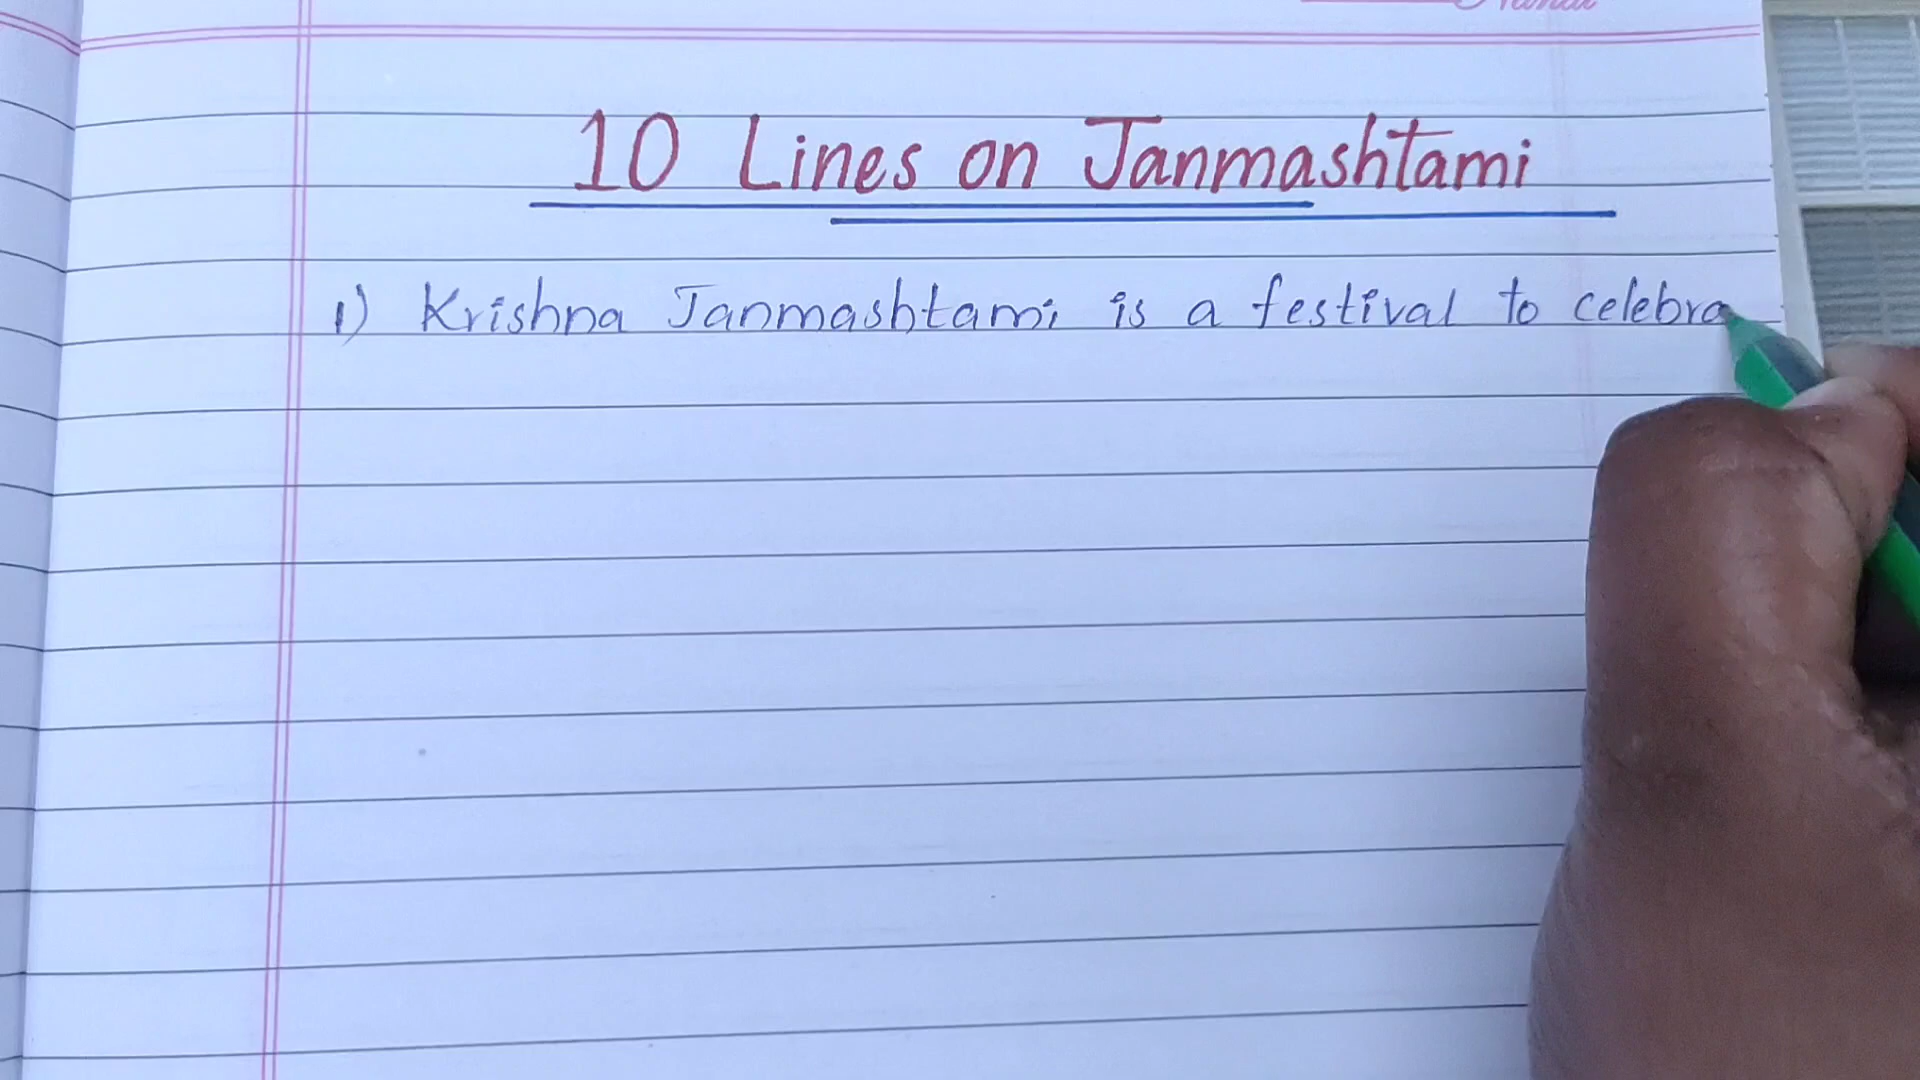 10 Lines on Janmashtami
1) Krishna Janmashtami is a festival to celebra